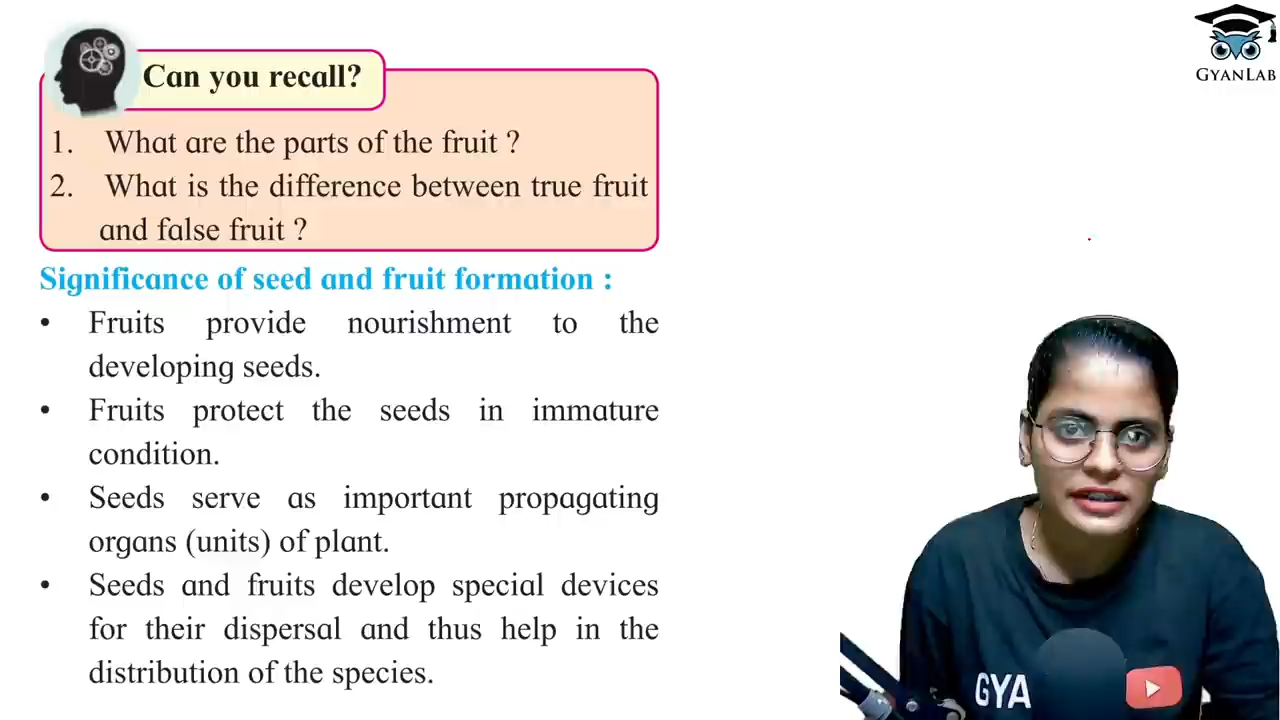 Can you recall?
1. What are the parts of the fruit ?
2. What is the difference between true fruit
and false fruit ?
Significance of seed and fruit formation :
• Fruits provide nourishment to the
developing seeds.
• Fruits protect the seeds in immature
condition.
• Seeds serve as important propagating
organs (units) of plant.
• Seeds and fruits develop special devices
for their dispersal and thus help in the
distribution of the species.
GYANLAB
GYA